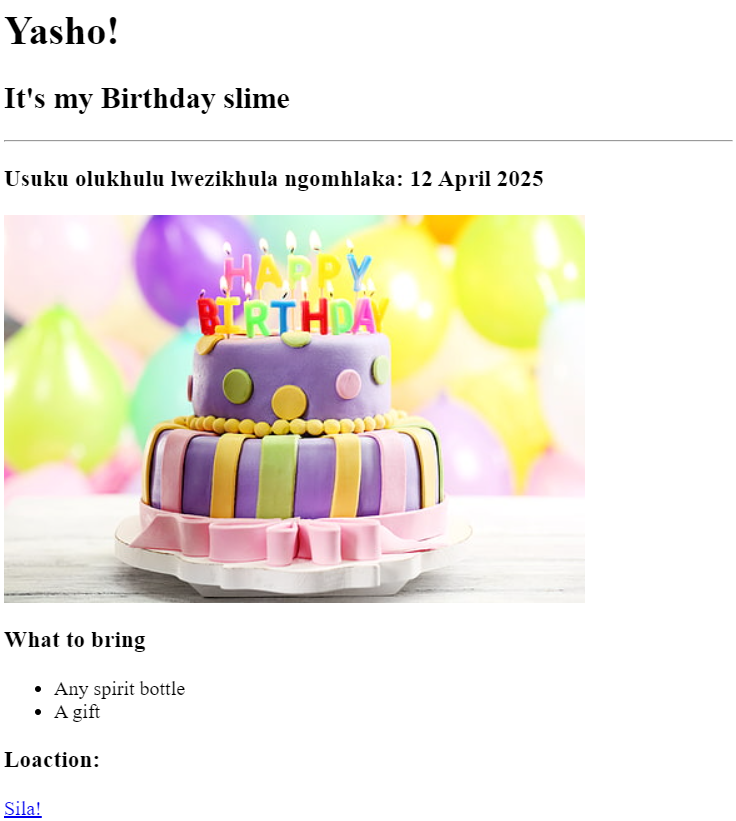 Yasho!
It's my Birthday slime
Usuku olukhulu lwezikhula ngomhlaka: 12 April 2025
HAPPY
BIRTHDAY
What to bring
Any spirit bottle
A gift
Loaction:
Sila!